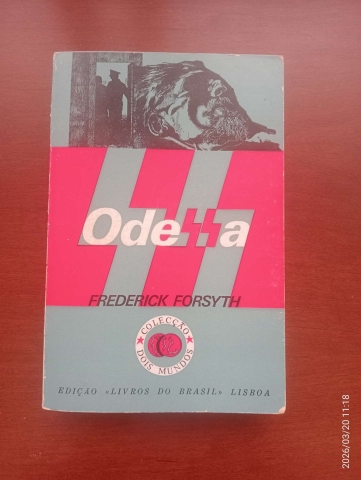 Odessa
FREDERICK FORSYTH
COLECÇÃO
DOIS MUNDOS
EDIÇÃO «LIVROS DO BRASIL» LISBOA
2026/03/20 11:18